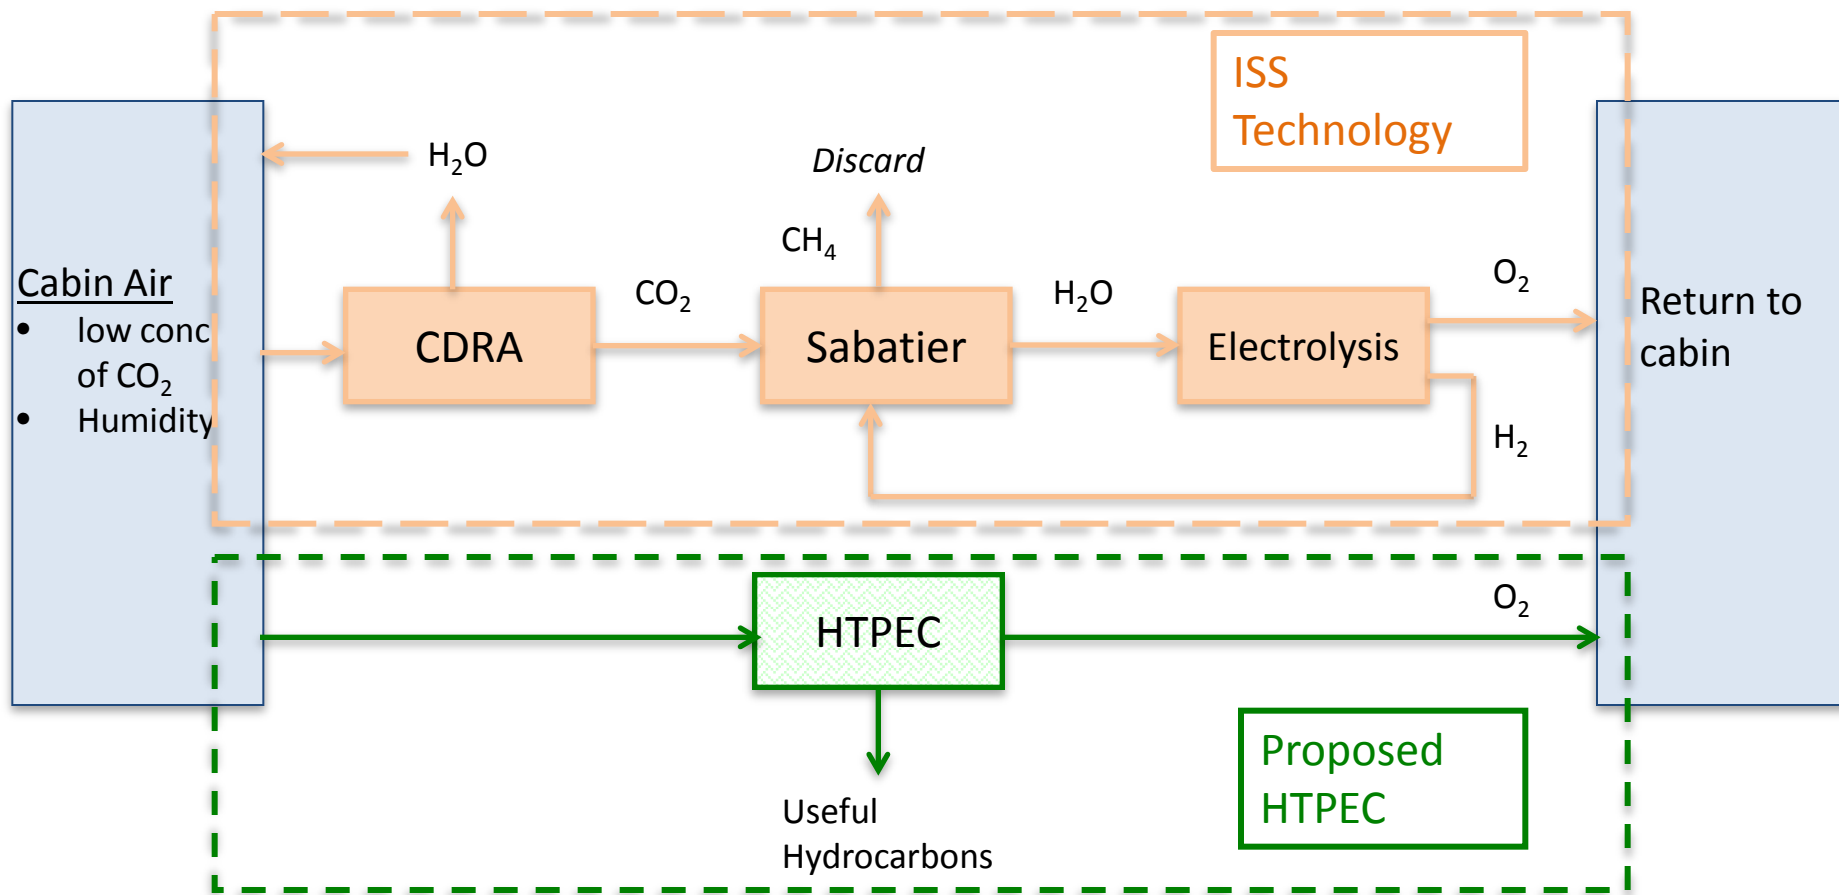 ISS
Technology
H₂O
Discard
CH₄
Cabin Air
• low conc
of CO₂
• Humidity
CDRA
CO₂
Sabatier
H₂O
Electrolysis
O₂
H₂
Return to
cabin
HTPEC
O₂
Useful
Hydrocarbons
Proposed
HTPEC